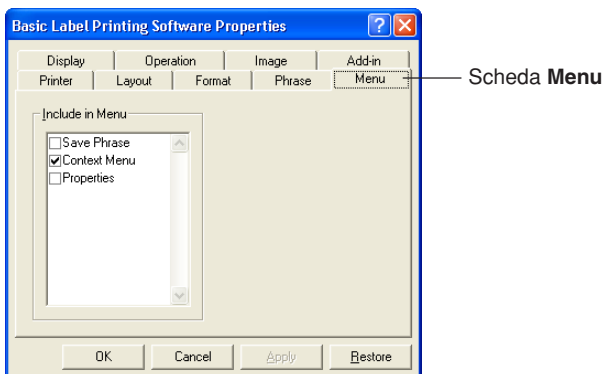 Basic Label Printing Software Properties
Display Operation Image Add-in
Printer Layout Format Phrase Menu
Scheda Menu
Include in Menu
Save Phrase
Context Menu
Properties
OK Cancel Apply Restore